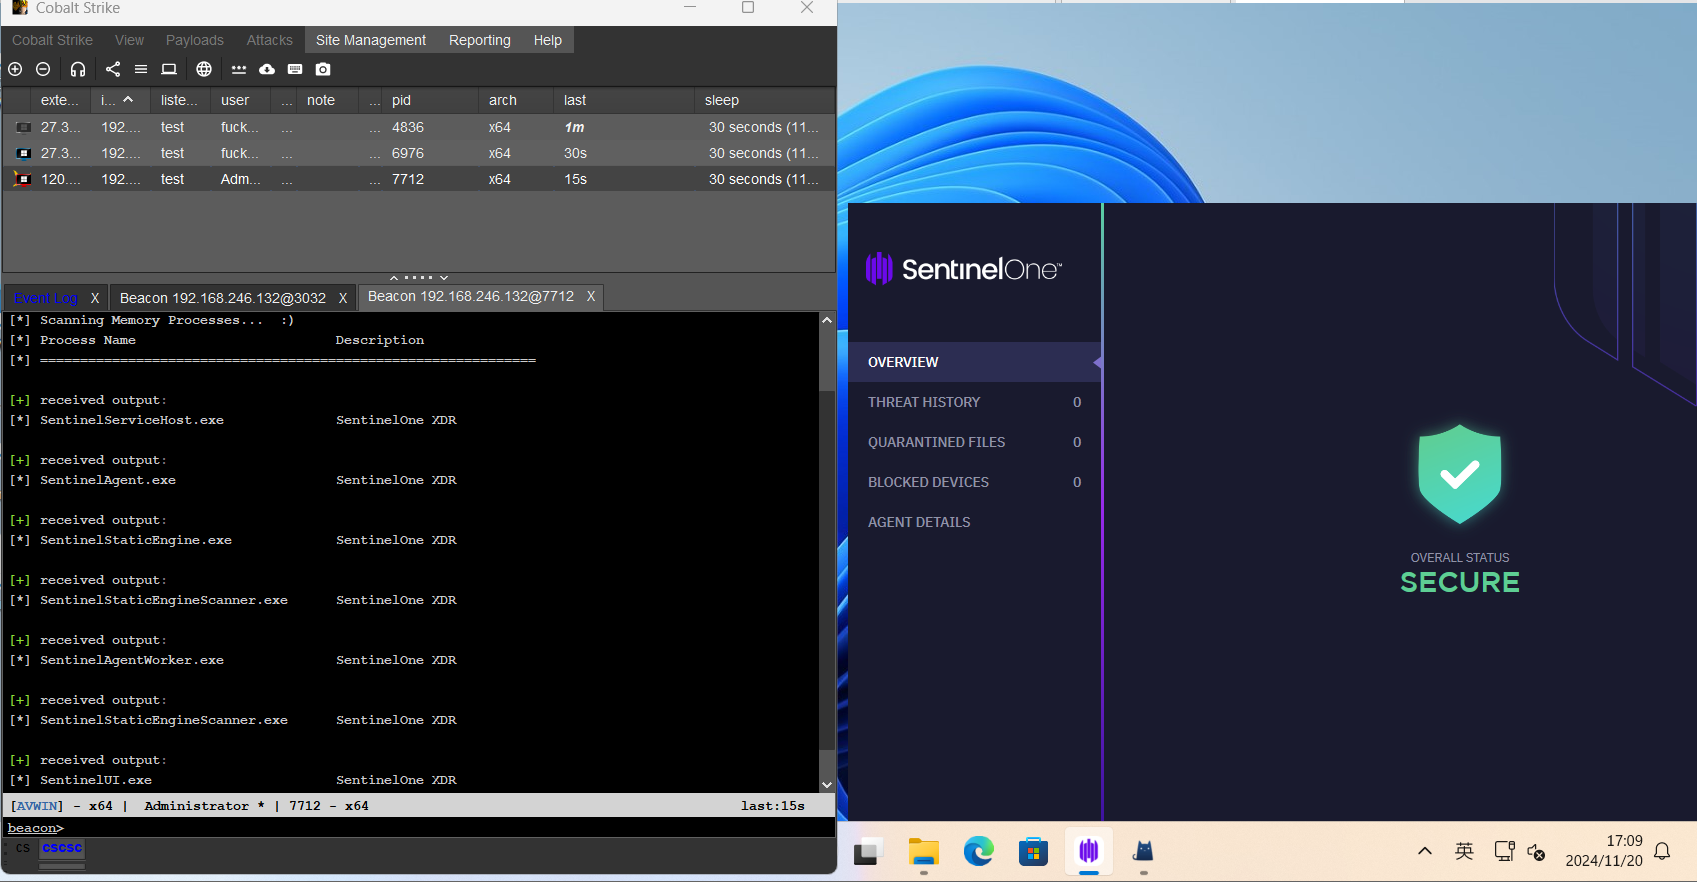 Cobalt Strike
Cobalt Strike View Payloads Attacks Site Management Reporting Help
exte... i... liste... user ... note ... pid arch last sleep
27.3... 192.... test fuck... ... ... 4836 x64 1m 30 seconds (11...
27.3... 192.... test fuck... ... ... 6976 x64 30s 30 seconds (11...
120.... 192.... test Adm... ... ... 7712 x64 15s 30 seconds (11...
Event Log X Beacon 192.168.246.132@3032 X Beacon 192.168.246.132@7712 X
[*] Scanning Memory Processes... :)
[*] Process Name Description
[*] ==============================================================
[+] received output:
[*] SentinelServiceHost.exe SentinelOne XDR
[+] received output:
[*] SentinelAgent.exe SentinelOne XDR
[+] received output:
[*] SentinelStaticEngine.exe SentinelOne XDR
[+] received output:
[*] SentinelStaticEngineScanner.exe SentinelOne XDR
[+] received output:
[*] SentinelAgentWorker.exe SentinelOne XDR
[+] received output:
[*] SentinelStaticEngineScanner.exe SentinelOne XDR
[+] received output:
[*] SentinelUI.exe SentinelOne XDR
[AVWIN] - x64 | Administrator * | 7712 - x64 last:15s
beacon>
CS cscsc
SentinelOne™
OVERVIEW
THREAT HISTORY 0
QUARANTINED FILES 0
BLOCKED DEVICES 0
AGENT DETAILS
OVERALL STATUS
SECURE
英
17:09
2024/11/20